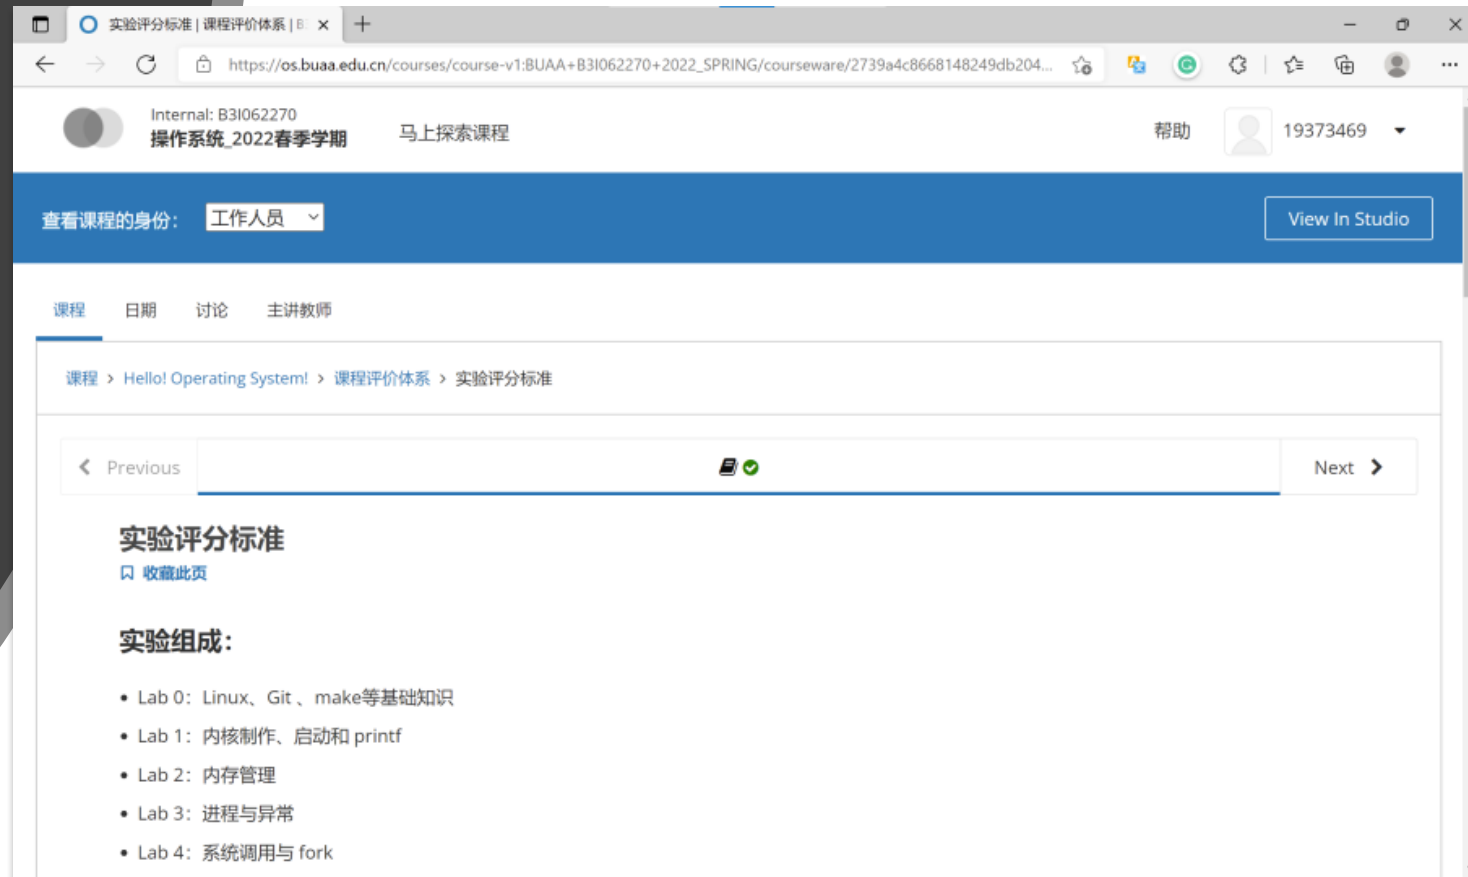 实验评分标准 | 课程评价体系 | B
https://os.buaa.edu.cn/courses/course-v1:BUAA+B3I062270+2022_SPRING/courseware/2739a4c8668148249db204...
Internal: B3I062270
操作系统_2022春季学期
马上探索课程
帮助
19373469
查看课程的身份：
工作人员
View In Studio
课程 日期 讨论 主讲教师
课程 > Hello! Operating System! > 课程评价体系 > 实验评分标准
Previous
Next
实验评分标准
收藏此页
实验组成：
• Lab 0：Linux、Git 、make等基础知识
• Lab 1：内核制作、启动和 printf
• Lab 2：内存管理
• Lab 3：进程与异常
• Lab 4：系统调用与 fork